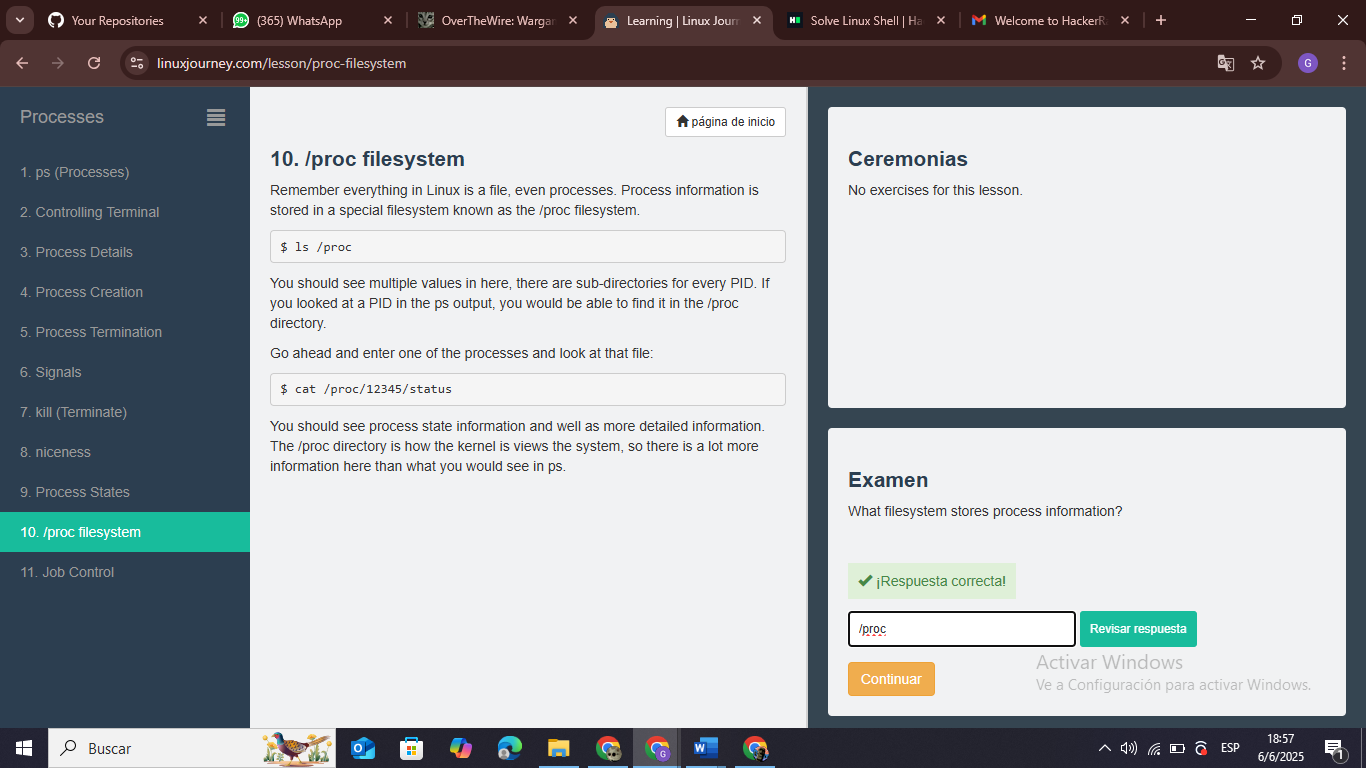 Your Repositories
99+
(365) WhatsApp
OverTheWire: Wargar
Learning | Linux Jour
Solve Linux Shell | Ha
Welcome to HackerR
linuxjourney.com/lesson/proc-filesystem
G
Processes
1. ps (Processes)
2. Controlling Terminal
3. Process Details
4. Process Creation
5. Process Termination
6. Signals
7. kill (Terminate)
8. niceness
9. Process States
10. /proc filesystem
11. Job Control
página de inicio
10. /proc filesystem
Remember everything in Linux is a file, even processes. Process information is
stored in a special filesystem known as the /proc filesystem.
$ ls /proc
You should see multiple values in here, there are sub-directories for every PID. If
you looked at a PID in the ps output, you would be able to find it in the /proc
directory.
Go ahead and enter one of the processes and look at that file:
$ cat /proc/12345/status
You should see process state information and well as more detailed information.
The /proc directory is how the kernel is views the system, so there is a lot more
information here than what you would see in ps.
Ceremonias
No exercises for this lesson.
Examen
What filesystem stores process information?
¡Respuesta correcta!
/proc
Revisar respuesta
Continuar
Activar Windows
Ve a Configuración para activar Windows.
Buscar
ESP
18:57
6/6/2025
1